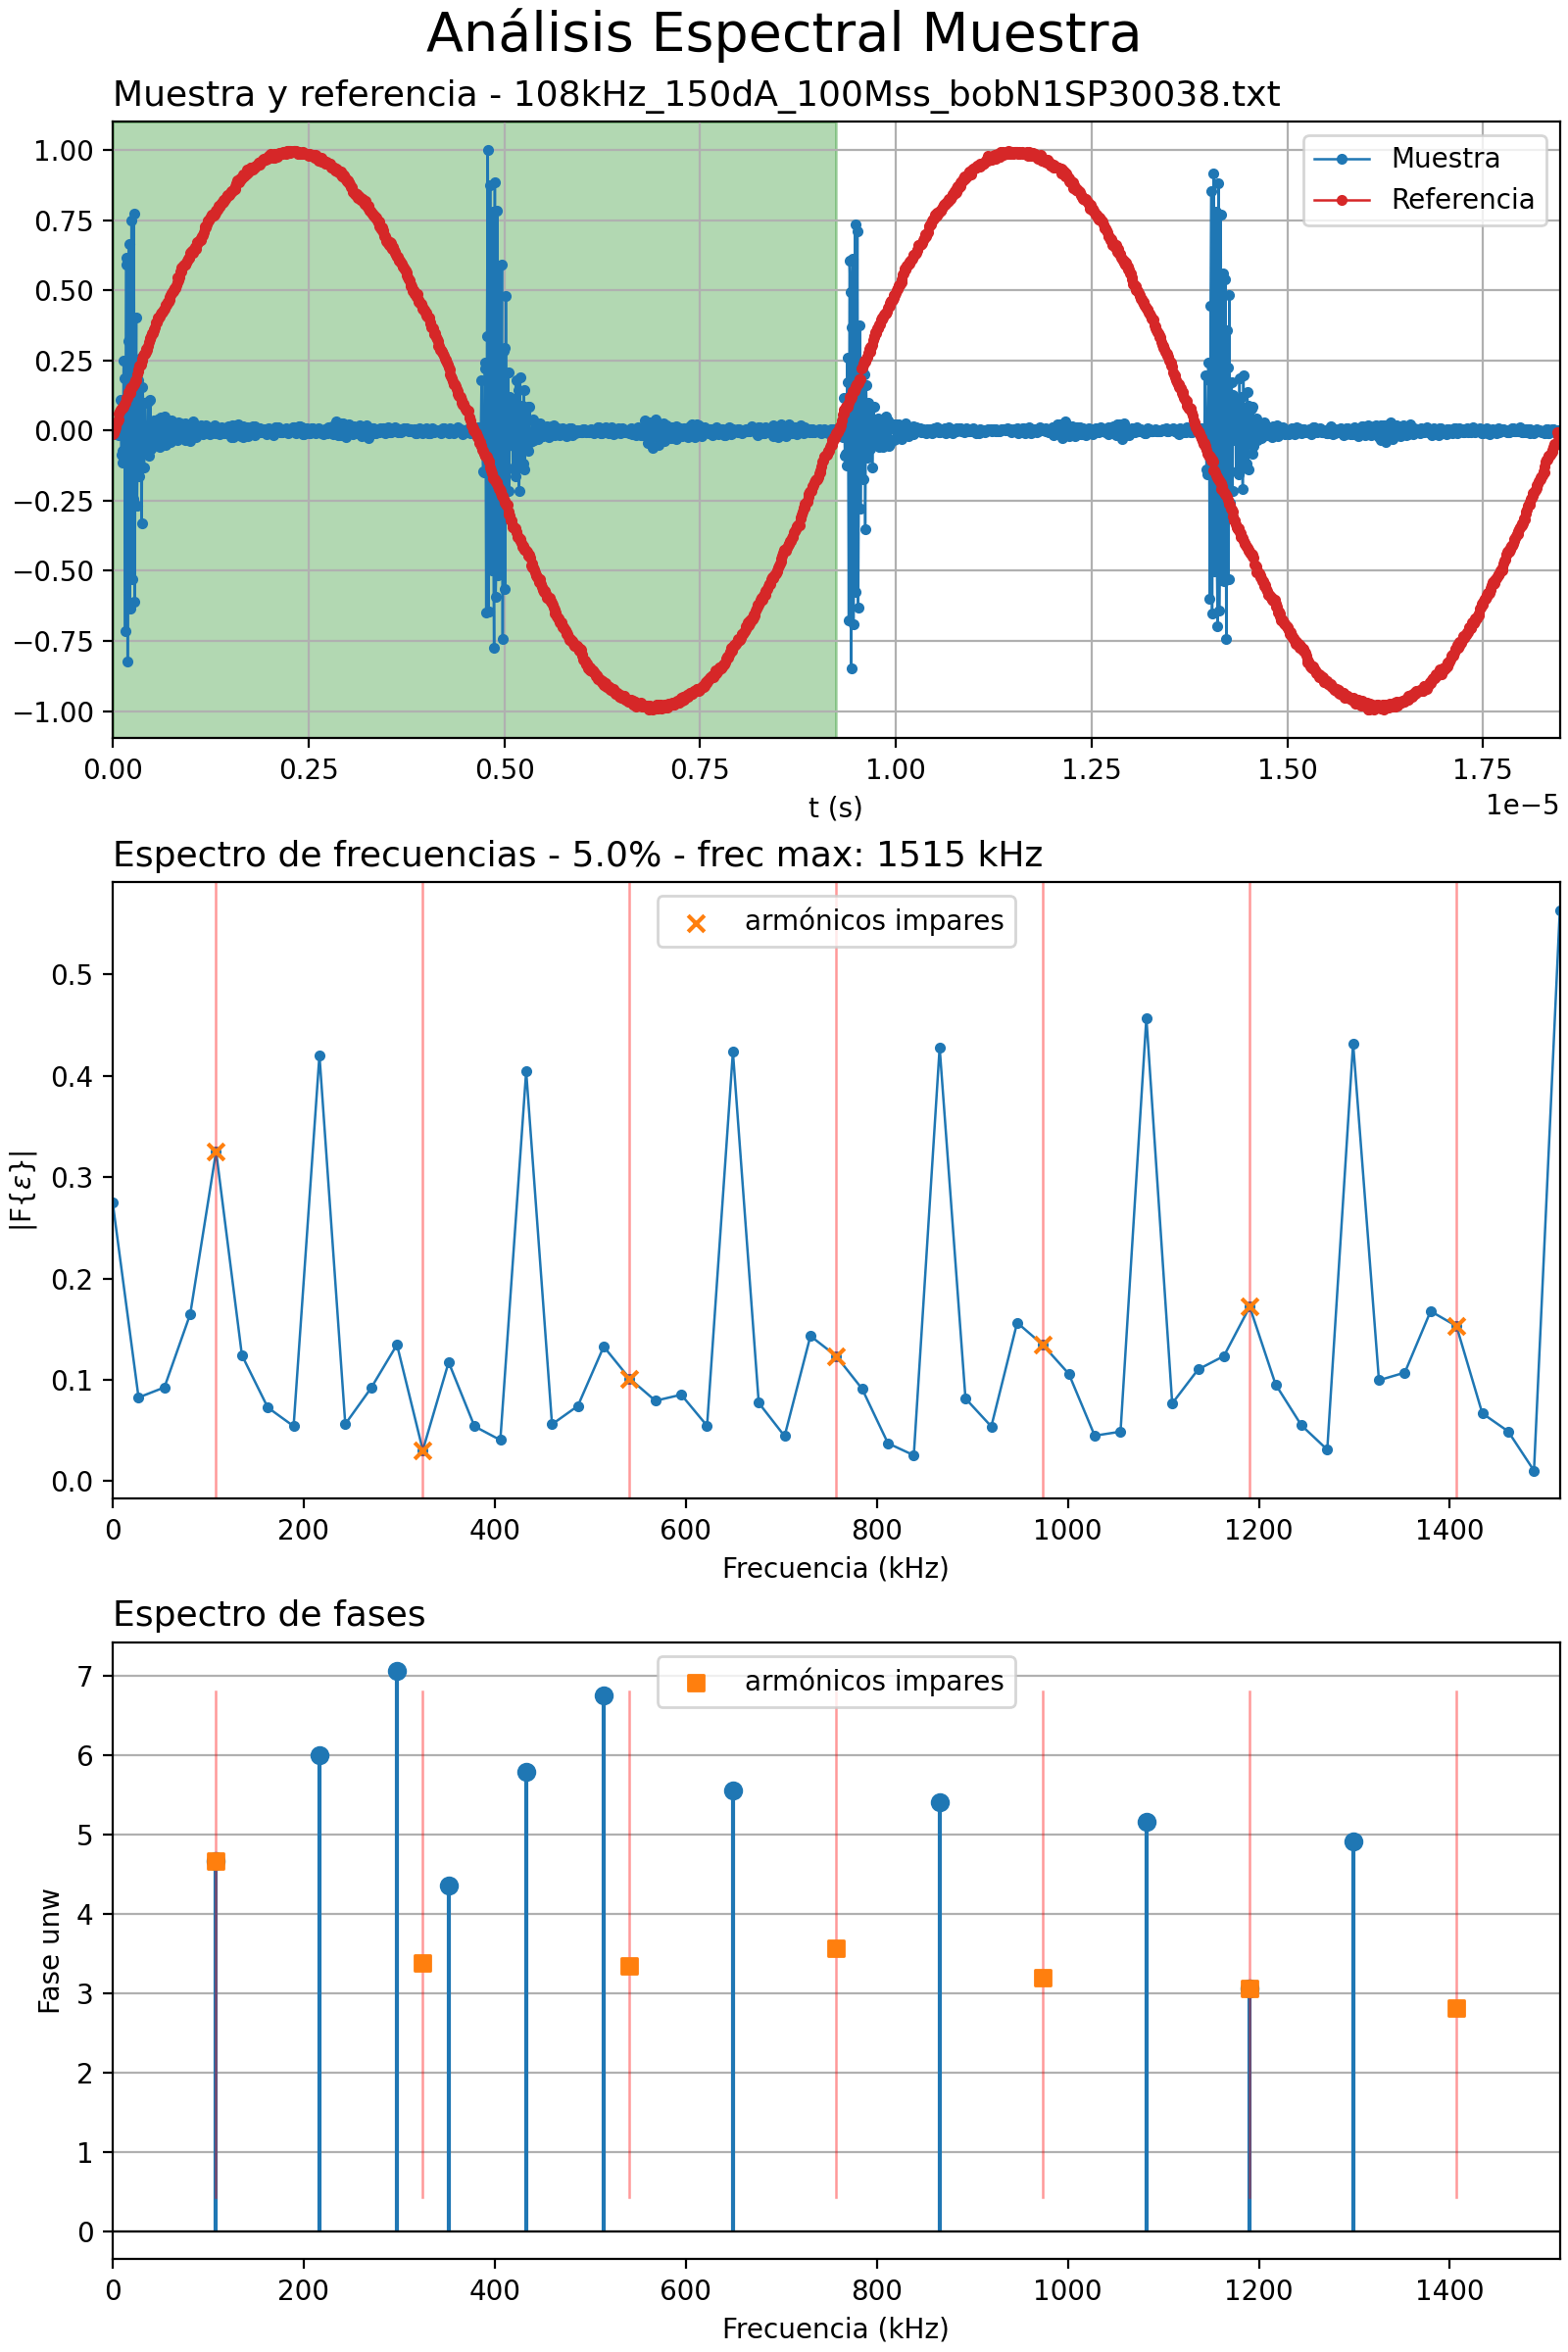 Análisis Espectral Muestra
Muestra y referencia - 108kHz_150dA_100Mss_bobN1SP30038.txt
1.00
0.75
0.50
0.25
0.00
−0.25
−0.50
−0.75
−1.00
Muestra
Referencia
0.00 0.25 0.50 0.75 1.00 1.25 1.50 1.75
1e−5
t (s)
Espectro de frecuencias - 5.0% - frec max: 1515 kHz
armónicos impares
0.5
0.4
0.3
0.2
0.1
0.0
|F{ε}|
0 200 400 600 800 1000 1200 1400
Frecuencia (kHz)
Espectro de fases
armónicos impares
7
6
5
4
3
2
1
0
Fase unw
0 200 400 600 800 1000 1200 1400
Frecuencia (kHz)